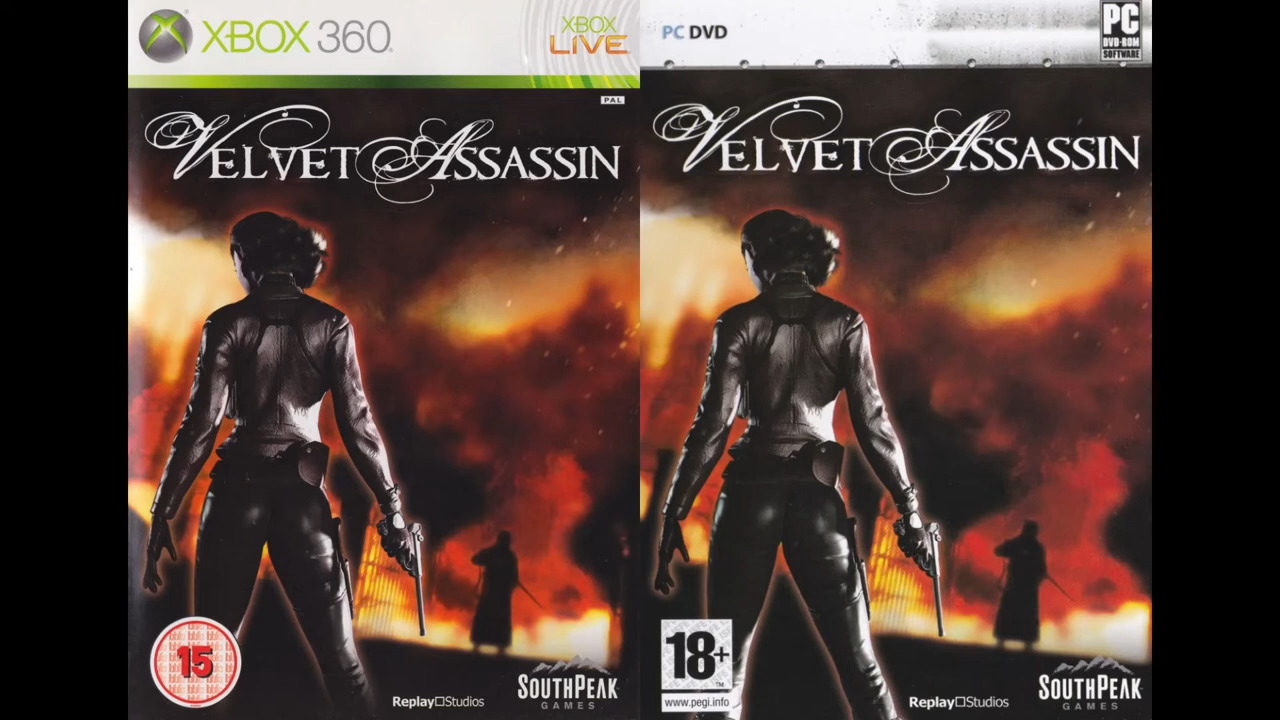 XBOX 360
XBOX
LIVE
PAL
VELVET ASSASSIN
15
Replay Studios
SOUTHPEAK
GAMES
PC DVD
PC
DVD-ROM
SOFTWARE
VELVET ASSASSIN
18+
TM
www.pegi.info
Replay Studios
SOUTHPEAK
GAMES